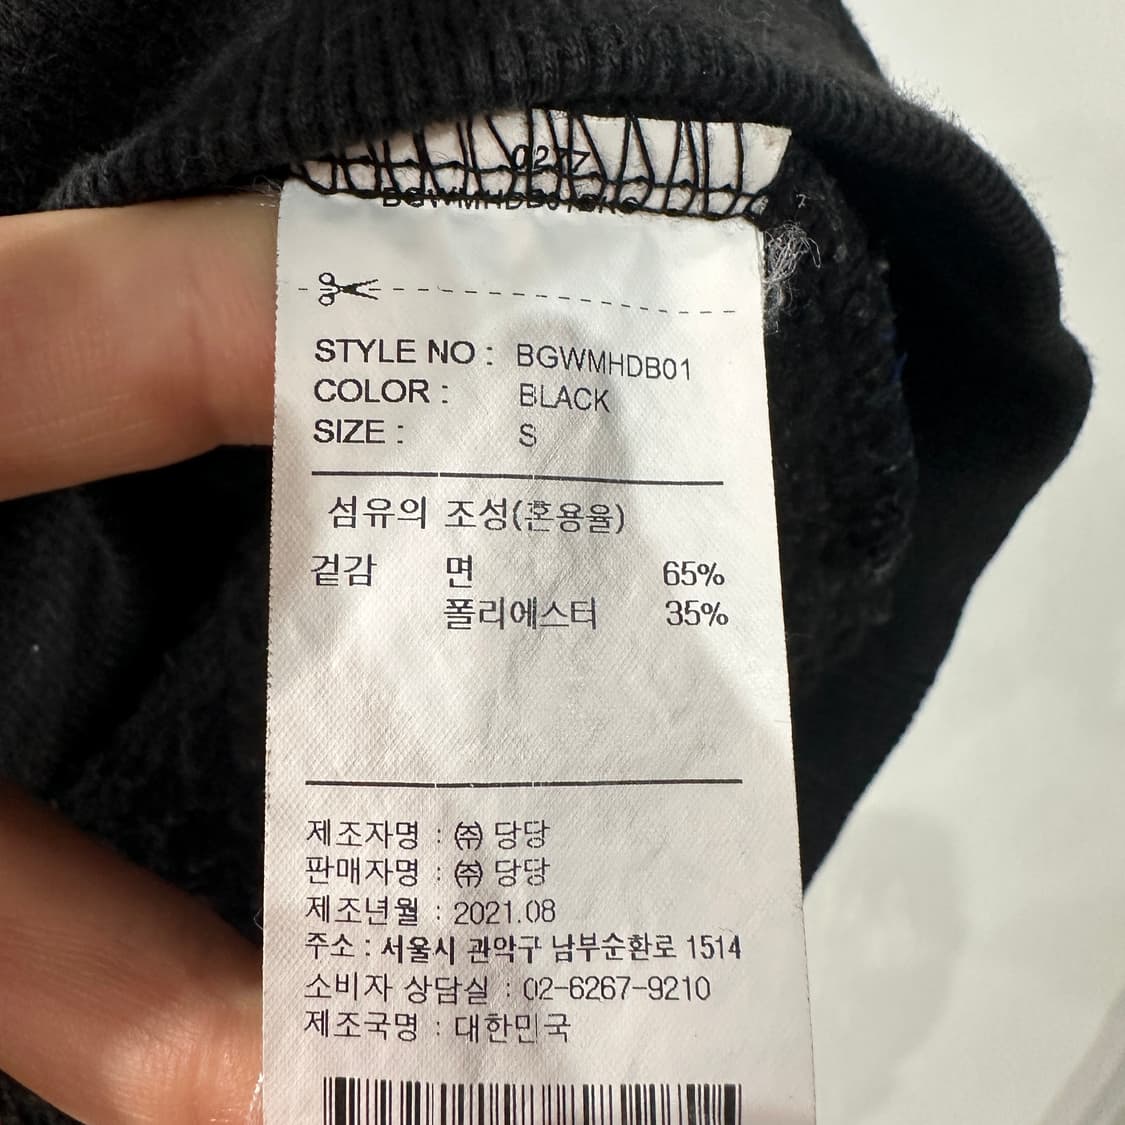 0277
STYLE NO : BGWMHDB01
COLOR : BLACK
SIZE : S
섬유의 조성(혼용율)
겉감 면 65%
폴리에스터 35%
제조자명 : ㈜ 당당
판매자명 : ㈜ 당당
제조년월 : 2021.08
주소 : 서울시 관악구 남부순환로 1514
소비자 상담실 : 02-6267-9210
제조국명 : 대한민국